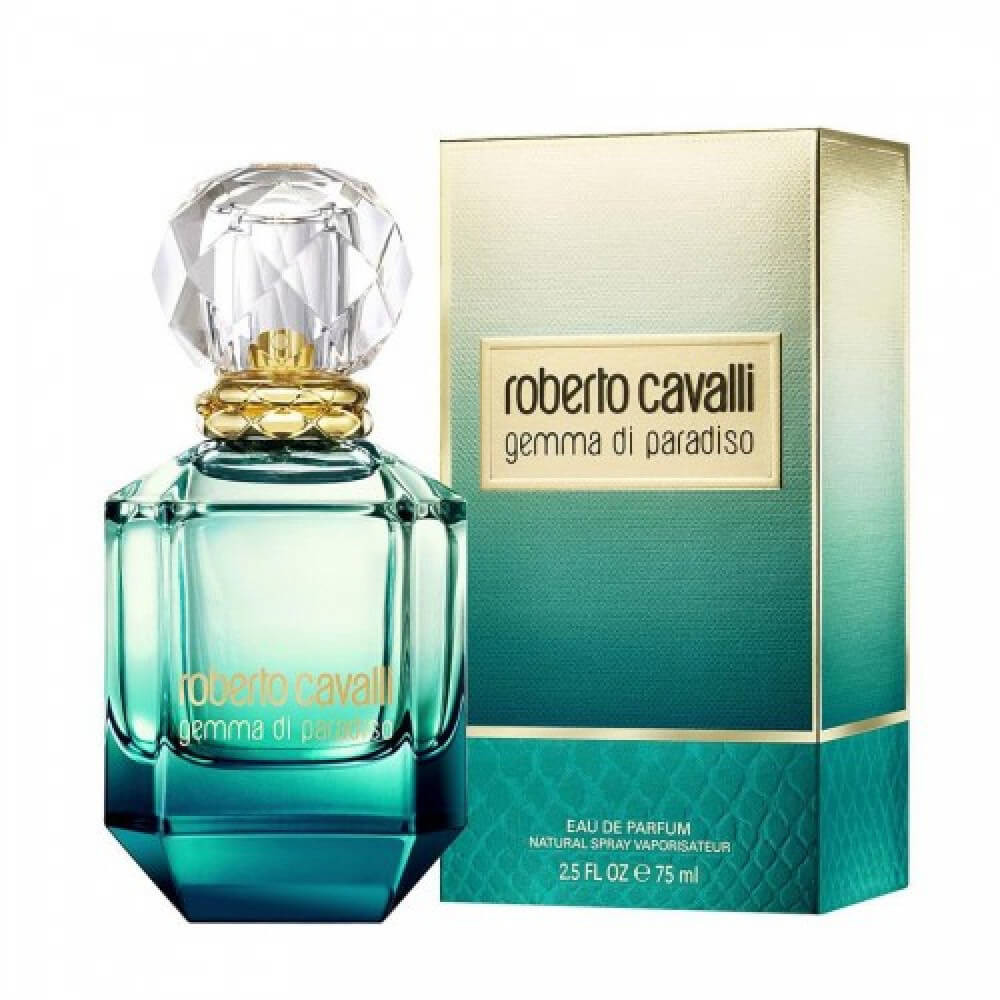 roberto cavalli
gemma di paradiso
roberto cavalli
gemma di paradiso
EAU DE PARFUM
NATURAL SPRAY VAPORISATEUR
2.5 FL OZ ℮ 75 ml